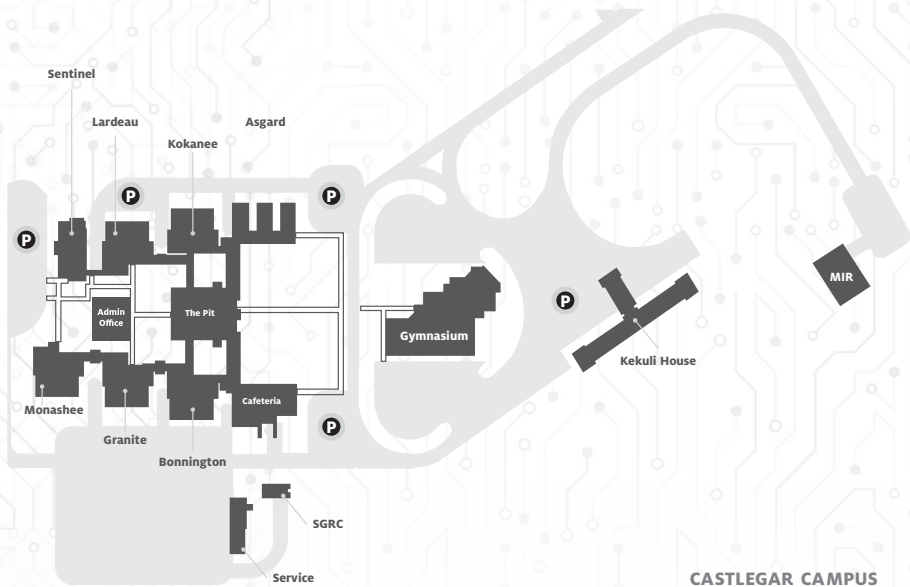 Sentinel
Lardeau
Asgard
Kokanee
P
P
P
Admin
Office
The Pit
MIR
P
Gymnasium
Kekuli House
Cafeteria
Monashee
P
Granite
Bonnington
SGRC
Service
CASTLEGAR CAMPUS